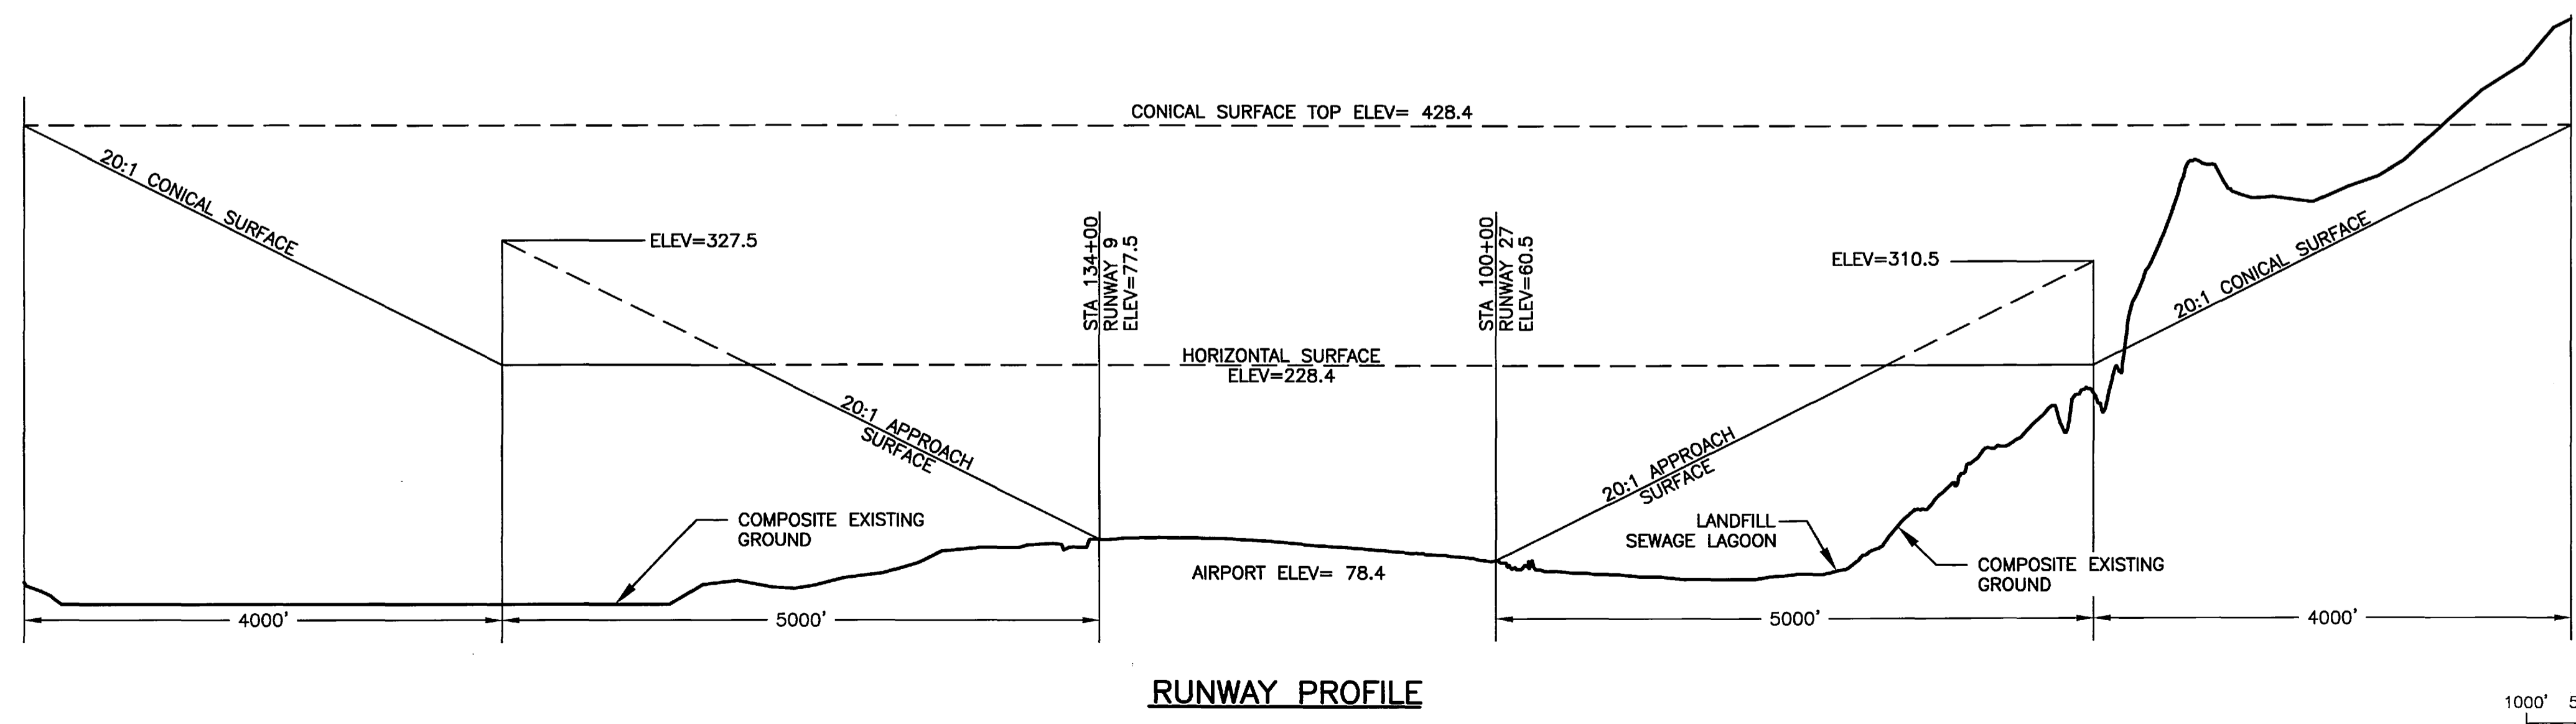 CONICAL SURFACE TOP ELEV= 428.4
20:1 CONICAL SURFACE
ELEV=327.5
STA 134+00
RUNWAY 9
ELEV=77.5
STA 100+00
RUNWAY 27
ELEV=60.5
ELEV=310.5
20:1 CONICAL SURFACE
HORIZONTAL SURFACE
ELEV=228.4
20:1 APPROACH
SURFACE
20:1 APPROACH
SURFACE
COMPOSITE EXISTING
GROUND
LANDFILL
SEWAGE LAGOON
AIRPORT ELEV= 78.4
COMPOSITE EXISTING
GROUND
4000'
5000'
5000'
4000'
RUNWAY PROFILE
1000'